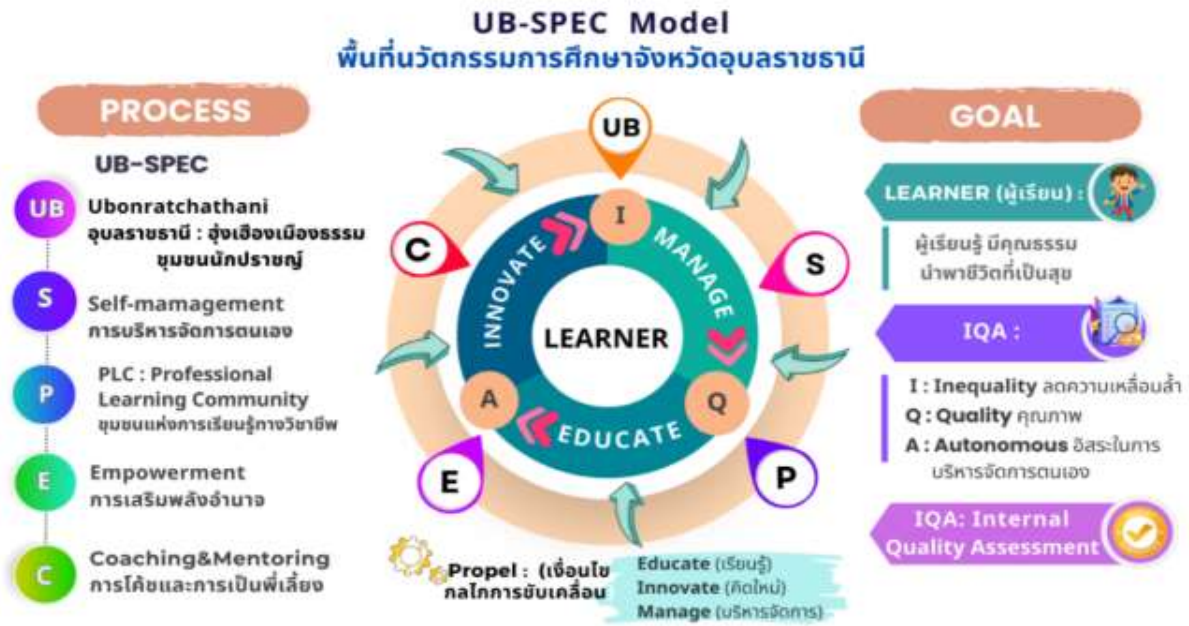 UB-SPEC Model
พื้นที่นวัตกรรมการศึกษาจังหวัดอุบลราชธานี
PROCESS
UB-SPEC
UB
Ubonratchathani
อุบลราชธานี : ฮุ่งเฮืองเมืองธรรม
ชุมชนนักปราชญ์
S
Self-mamagement
การบริหารจัดการตนเอง
P
PLC : Professional
Learning Community
ชุมชนแห่งการเรียนรู้ทางวิชาชีพ
E
Empowerment
การเสริมพลังอำนาจ
C
Coaching&Mentoring
การโค้ชและการเป็นพี่เลี้ยง
UB
C
S
E
P
I
A
Q
INNOVATE
MANAGE
EDUCATE
LEARNER
Propel : (เงื่อนไข
กลไกการขับเคลื่อน
Educate (เรียนรู้)
Innovate (คิดใหม่)
Manage (บริหารจัดการ)
GOAL
LEARNER (ผู้เรียน) :
ผู้เรียนรู้ มีคุณธรรม
นำพาชีวิตที่เป็นสุข
IQA :
I : Inequality ลดความเหลื่อมล้ำ
Q : Quality คุณภาพ
A : Autonomous อิสระในการ
บริหารจัดการตนเอง
IQA: Internal
Quality Assessment